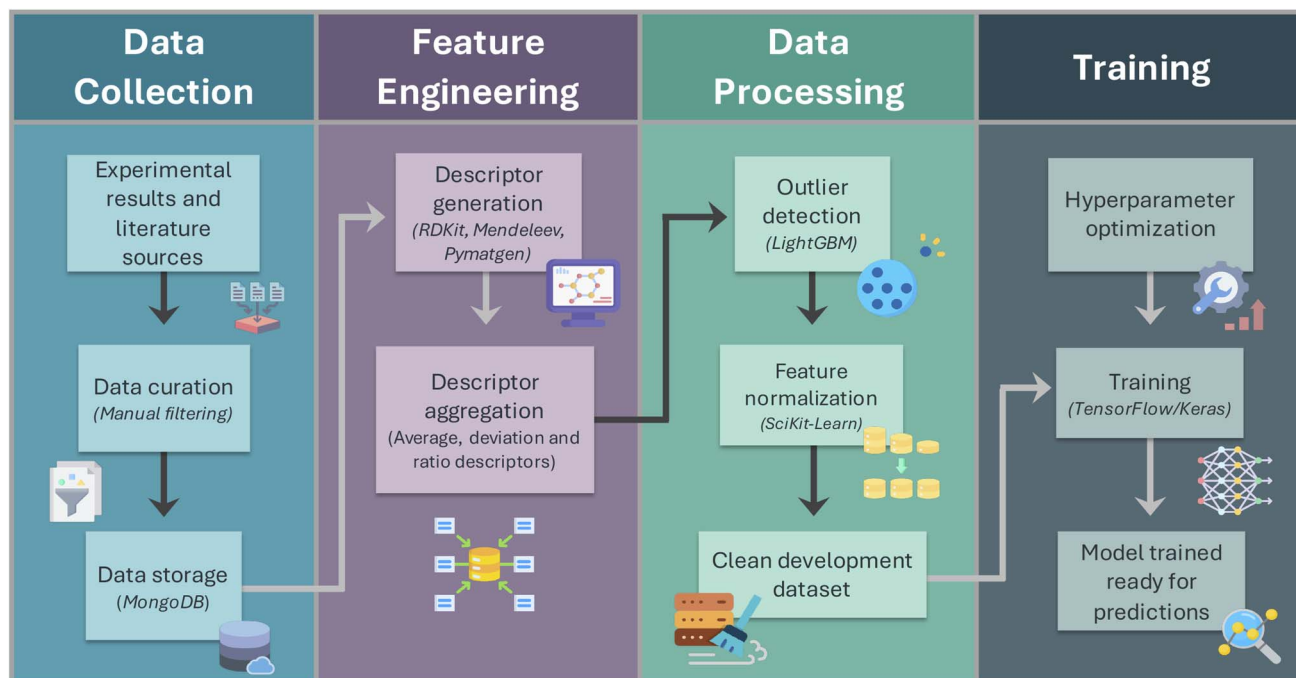 Data
Collection
Feature
Engineering
Data
Processing
Training
Experimental
results and
literature
sources
Data curation
(Manual filtering)
Data storage
(MongoDB)
Descriptor
generation
(RDKit, Mendeleev,
Pymatgen)
Descriptor
aggregation
(Average, deviation and
ratio descriptors)
Outlier
detection
(LightGBM)
Feature
normalization
(SciKit-Learn)
Clean development
dataset
Hyperparameter
optimization
Training
(TensorFlow/Keras)
Model trained
ready for
predictions